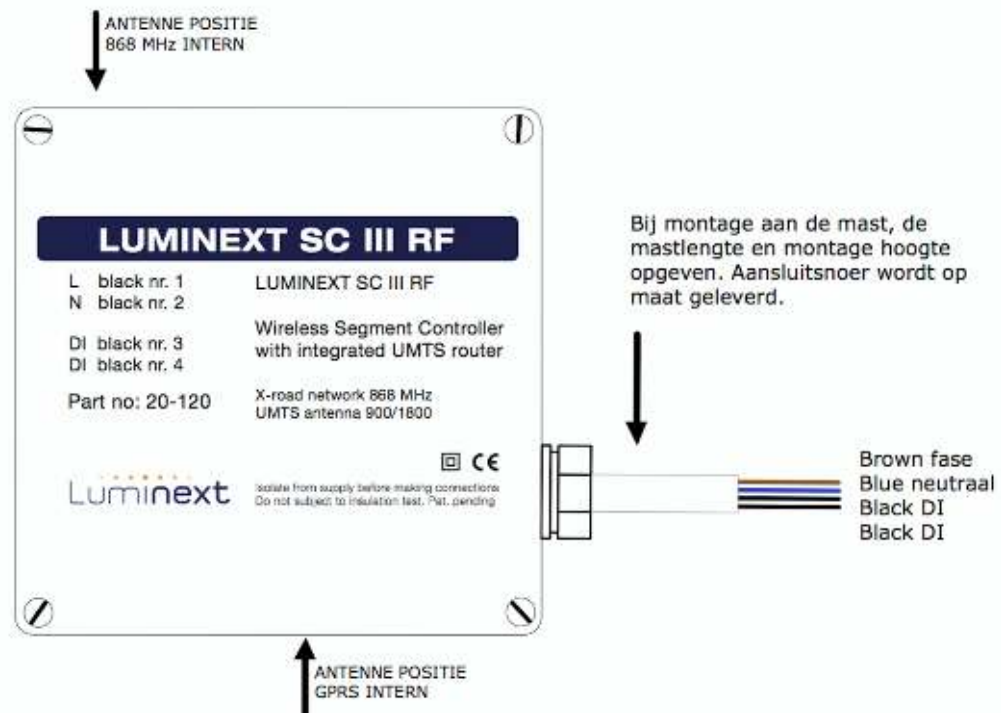 ANTENNE POSITIE
868 MHz INTERN
LUMINEXT SC III RF
L black nr. 1
N black nr. 2
DI black nr. 3
DI black nr. 4
Part no: 20-120
LUMINEXT SC III RF
Wireless Segment Controller
with integrated UMTS router
X-road network 868 MHz
UMTS antenna 900/1800
CE
Luminext
Isolate from supply before making connections
Do not subject to insulation test. Pat. pending
Bij montage aan de mast, de
mastlengte en montage hoogte
opgeven. Aansluitsnoer wordt op
maat geleverd.
Brown fase
Blue neutraal
Black DI
Black DI
ANTENNE POSITIE
GPRS INTERN